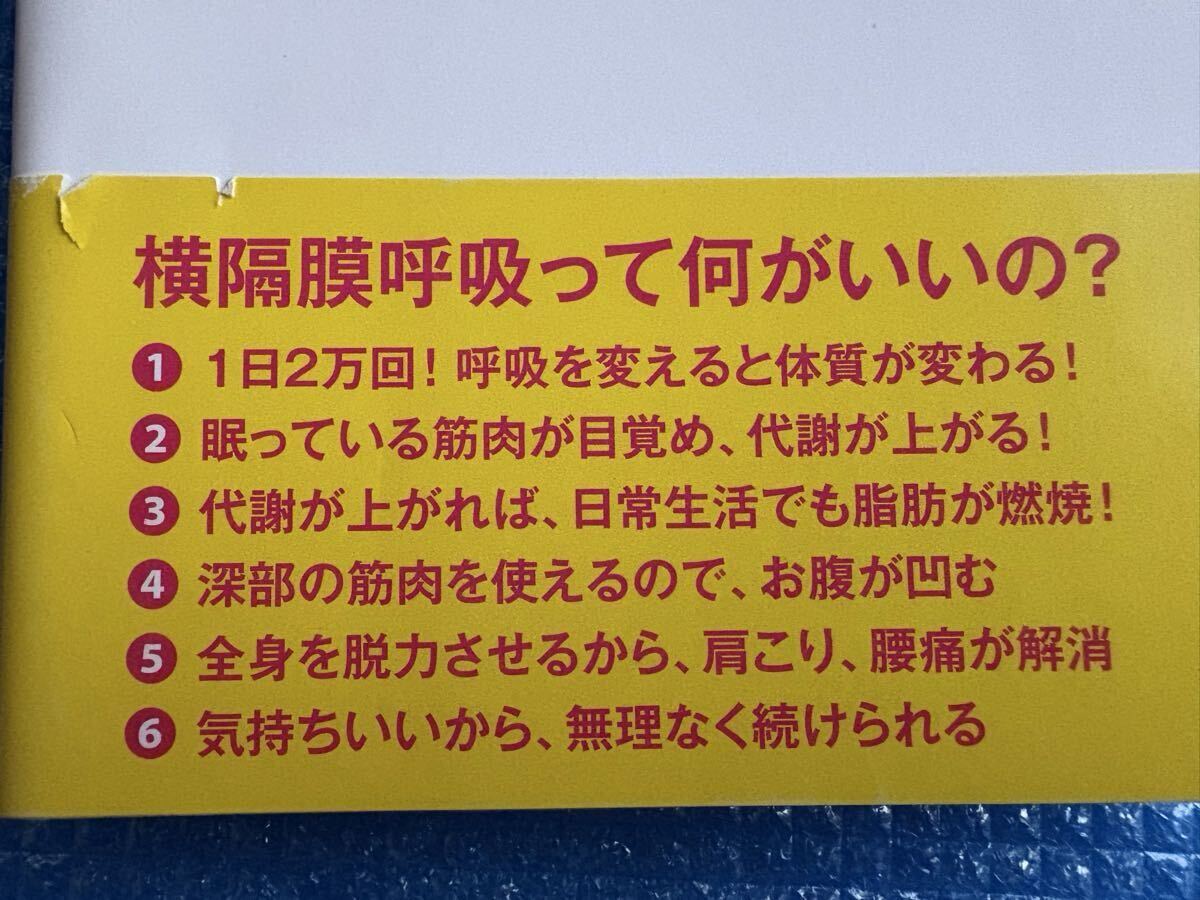 横隔膜呼吸って何がいいの?
❶ 1日2万回! 呼吸を変えると体質が変わる!
❷ 眠っている筋肉が目覚め、代謝が上がる!
❸ 代謝が上がれば、日常生活でも脂肪が燃焼!
❹ 深部の筋肉を使えるので、お腹が凹む
❺ 全身を脱力させるから、肩こり、腰痛が解消
❻ 気持ちいいから、無理なく続けられる